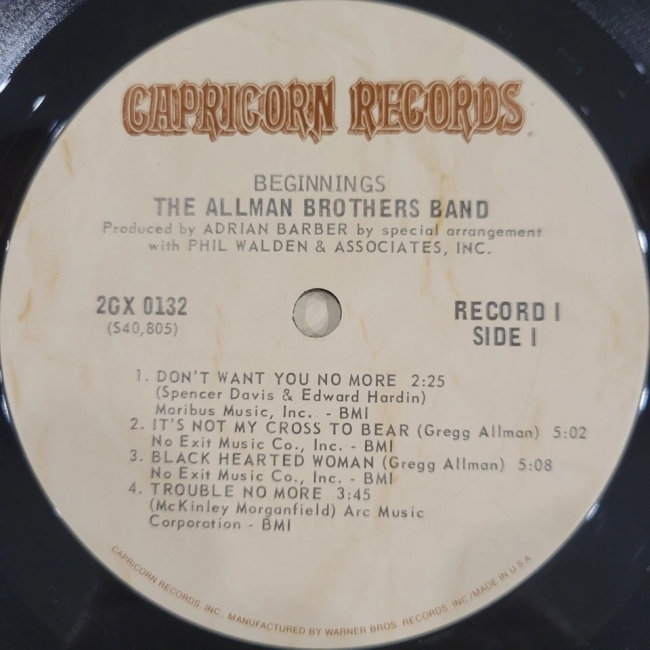 CAPRICORN RECORDS
BEGINNINGS
THE ALLMAN BROTHERS BAND
Produced by ADRIAN BARBER by special arrangement
with PHIL WALDEN & ASSOCIATES, INC.
2CX 0132
(S40,805)
RECORD I
SIDE I
1. DON'T WANT YOU NO MORE 2:25
(Spencer Davis & Edward Hardin)
Maribus Music, Inc. - BMI
2. IT'S NOT MY CROSS TO BEAR (Gregg Allman) 5:02
No Exit Music Co., Inc. - BMI
3. BLACK HEARTED WOMAN (Gregg Allman) 5:08
No Exit Music Co., Inc. - BMI
4. TROUBLE NO MORE 3:45
(McKinley Morganfield) Arc Music
Corporation - BMI
CAPRICORN RECORDS, INC. MANUFACTURED BY WARNER BROS. RECORDS INC./MADE IN U S A